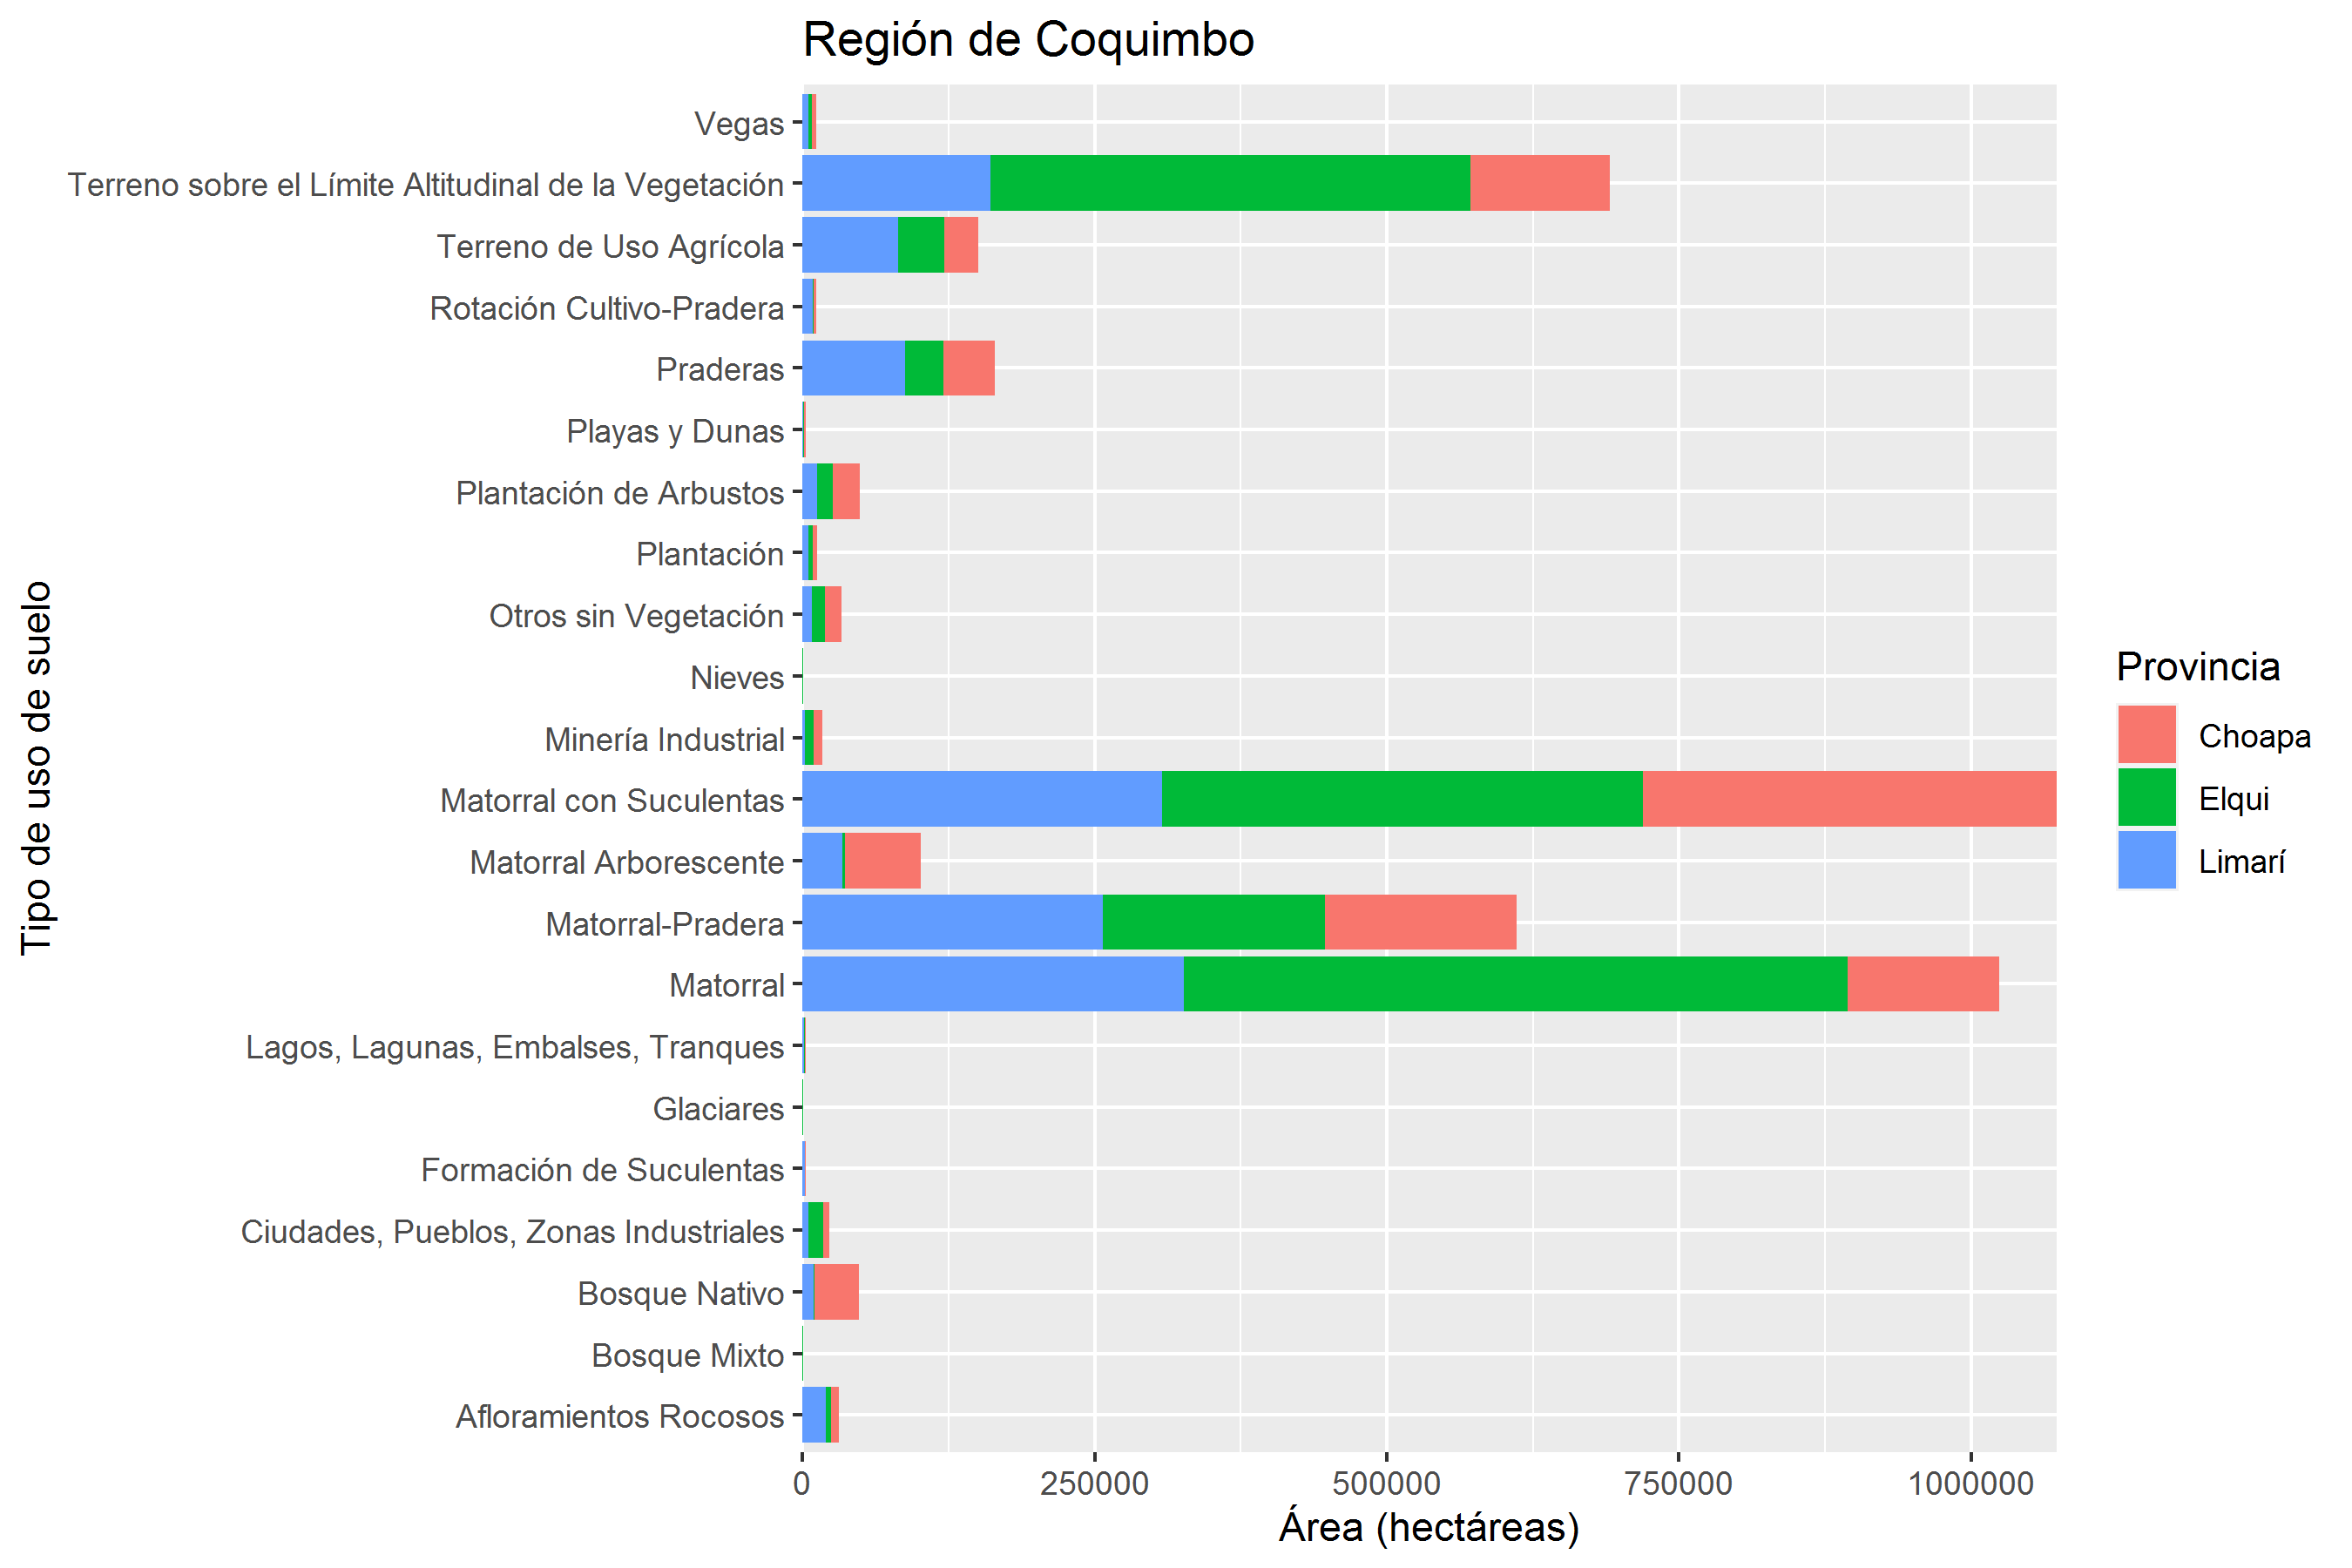 Región de Coquimbo
Tipo de uso de suelo
Vegas
Terreno sobre el Límite Altitudinal de la Vegetación
Terreno de Uso Agrícola
Rotación Cultivo-Pradera
Praderas
Playas y Dunas
Plantación de Arbustos
Plantación
Otros sin Vegetación
Nieves
Minería Industrial
Matorral con Suculentas
Matorral Arborescente
Matorral-Pradera
Matorral
Lagos, Lagunas, Embalses, Tranques
Glaciares
Formación de Suculentas
Ciudades, Pueblos, Zonas Industriales
Bosque Nativo
Bosque Mixto
Afloramientos Rocosos
0 250000 500000 750000 1000000
Área (hectáreas)
Provincia
Choapa
Elqui
Limarí